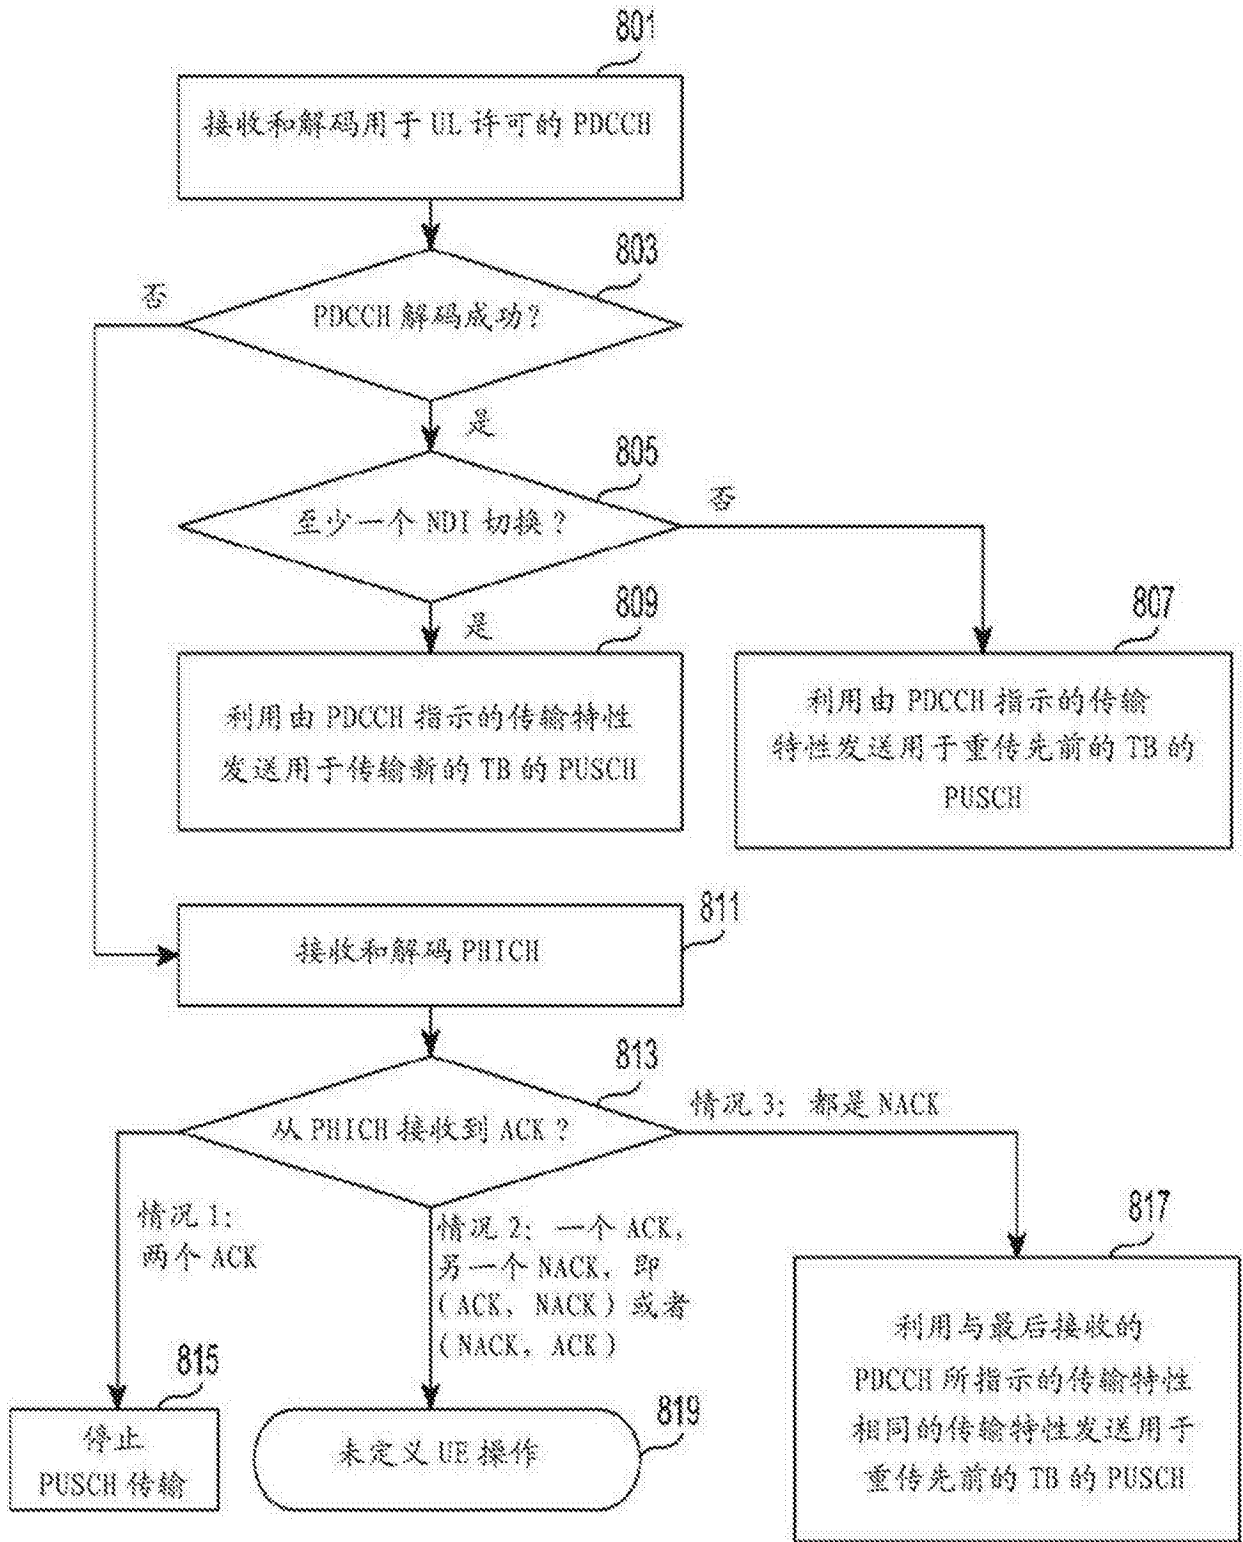 801
接收和解码用于 UL 许可的 PDCCH
803
否
PDCCH 解码成功?
是
805
否
至少一个 NDI 切换?
是
809
807
利用由 PDCCH 指示的传输特性
发送用于传输新的 TB 的 PUSCH
利用由 PDCCH 指示的传输
特性发送用于重传先前的 TB 的
PUSCH
811
接收和解码 PHICH
813
从 PHICH 接收到 ACK?
情况 3: 都是 NACK
情况 1:
两个 ACK
情况 2: 一个 ACK,
另一个 NACK, 即
(ACK, NACK) 或者
(NACK, ACK)
817
815
停止
PUSCH 传输
819
未定义 UE 操作
利用与最后接收的
PDCCH 所指示的传输特性
相同的传输特性发送用于
重传先前的 TB 的 PUSCH